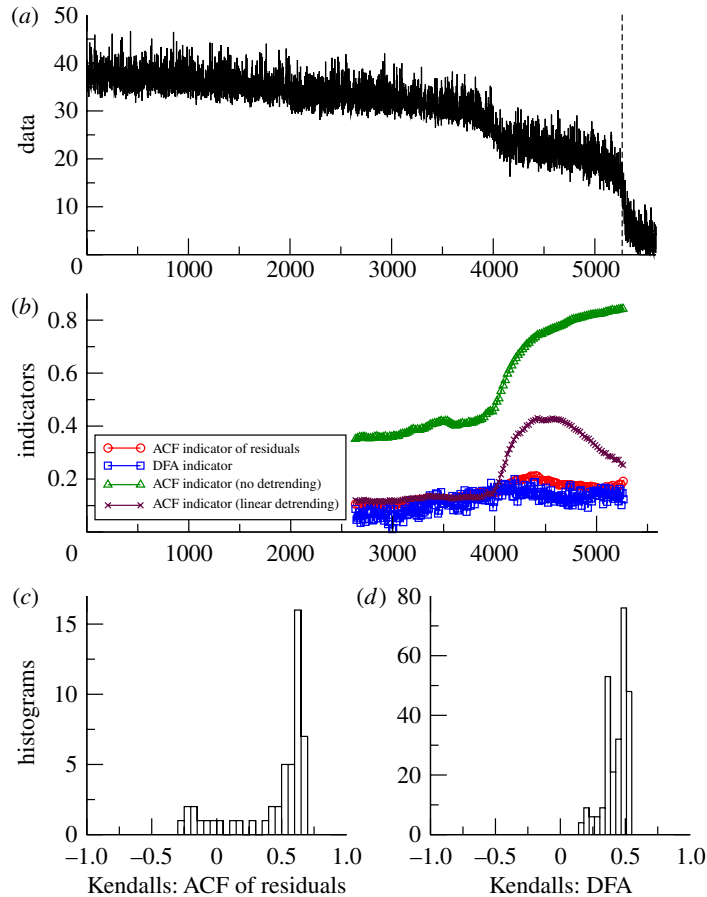 (a)
50
40
30
20
10
0
data
0 1000 2000 3000 4000 5000
(b)
0.8
0.6
0.4
0.2
0
indicators
ACF indicator of residuals
DFA indicator
ACF indicator (no detrending)
ACF indicator (linear detrending)
1000 2000 3000 4000 5000
(c)
15
10
5
0
histograms
−1.0 −0.5 0 0.5 1.0
Kendalls: ACF of residuals
(d)
80
60
40
20
0
−1.0 −0.5 0 0.5 1.0
Kendalls: DFA